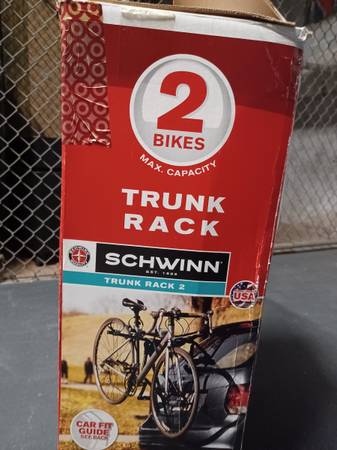 2
BIKES
MAX. CAPACITY
TRUNK
RACK
SCHWINN
EST. 1895
TRUNK RACK 2
USA
CAR FIT
GUIDE
SEE BACK